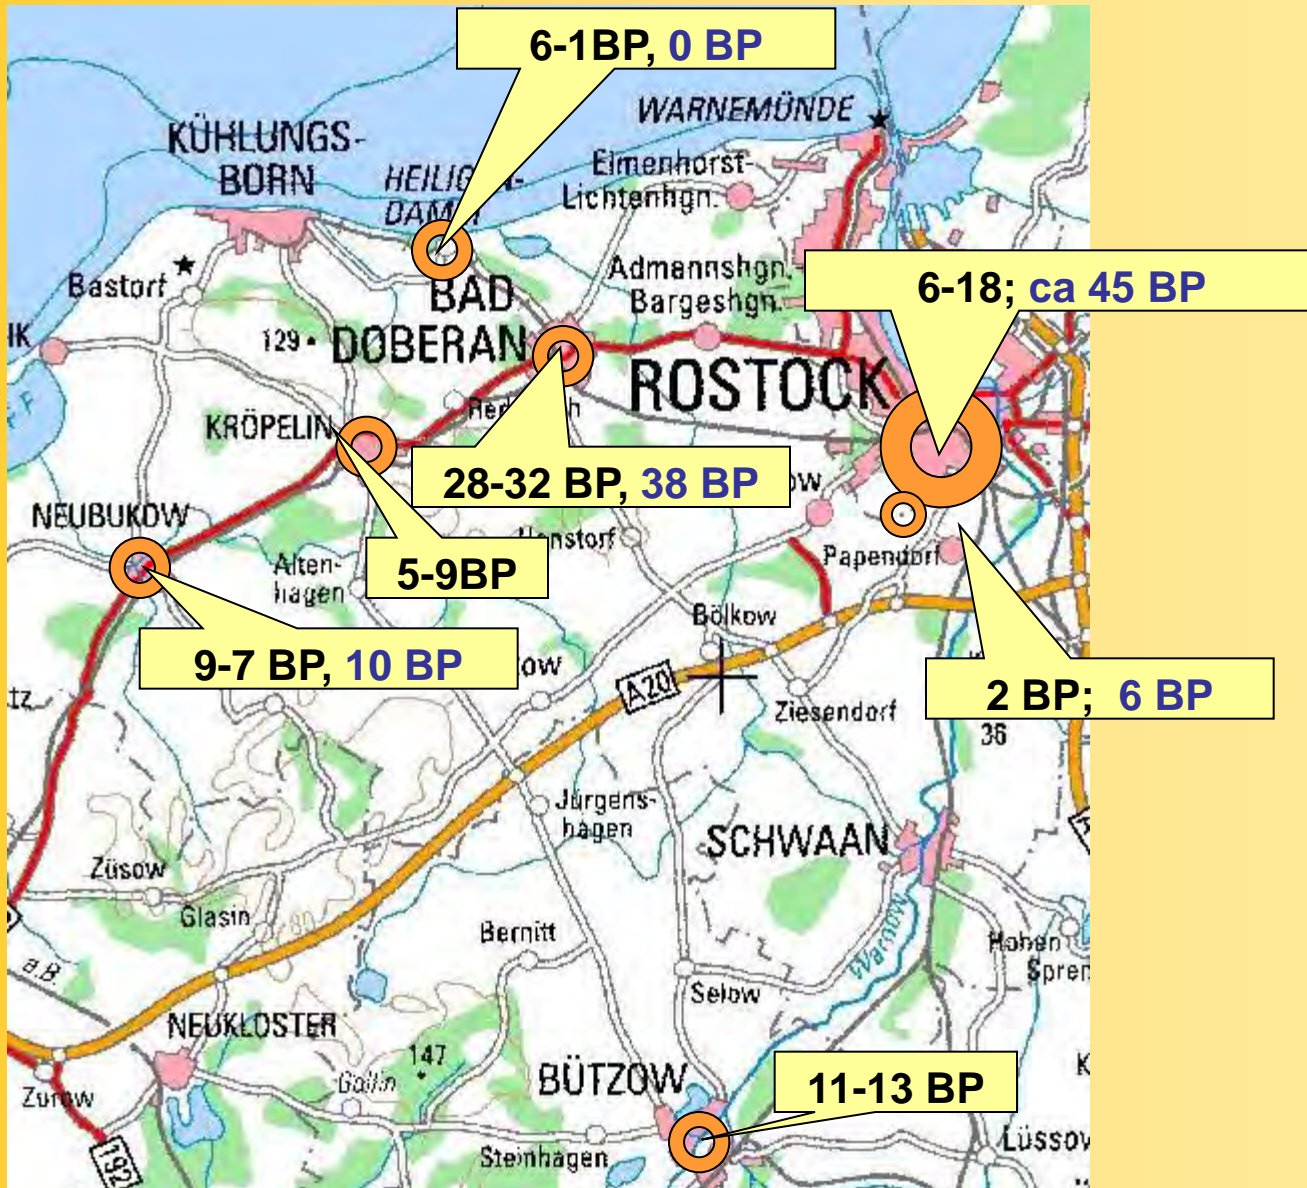 6-1BP, 0 BP
WARNEMÜNDE
KÜHLUNGS-
BORN
Elmenhorst-
Lichtenhgn.
Bastorf
Admannshgn.-
Bargeshgn.
6-18; ca 45 BP
BAD
DOBERAN
129
ROSTOCK
KRÖPELIN
28-32 BP, 38 BP
NEUBUKOW
Papendorf
Alten-
hagen
5-9BP
Bölkow
9-7 BP, 10 BP
2 BP; 6 BP
A20
Ziesendorf
36
Jürgens-
hagen
SCHWAAN
Züsow
Glasin
Bernitt
Warnow
Hohen
Spren
Selow
NEUKLOSTER
147
Gollin
BÜTZOW
11-13 BP
Zurow
192
Steinhagen
Lüssow